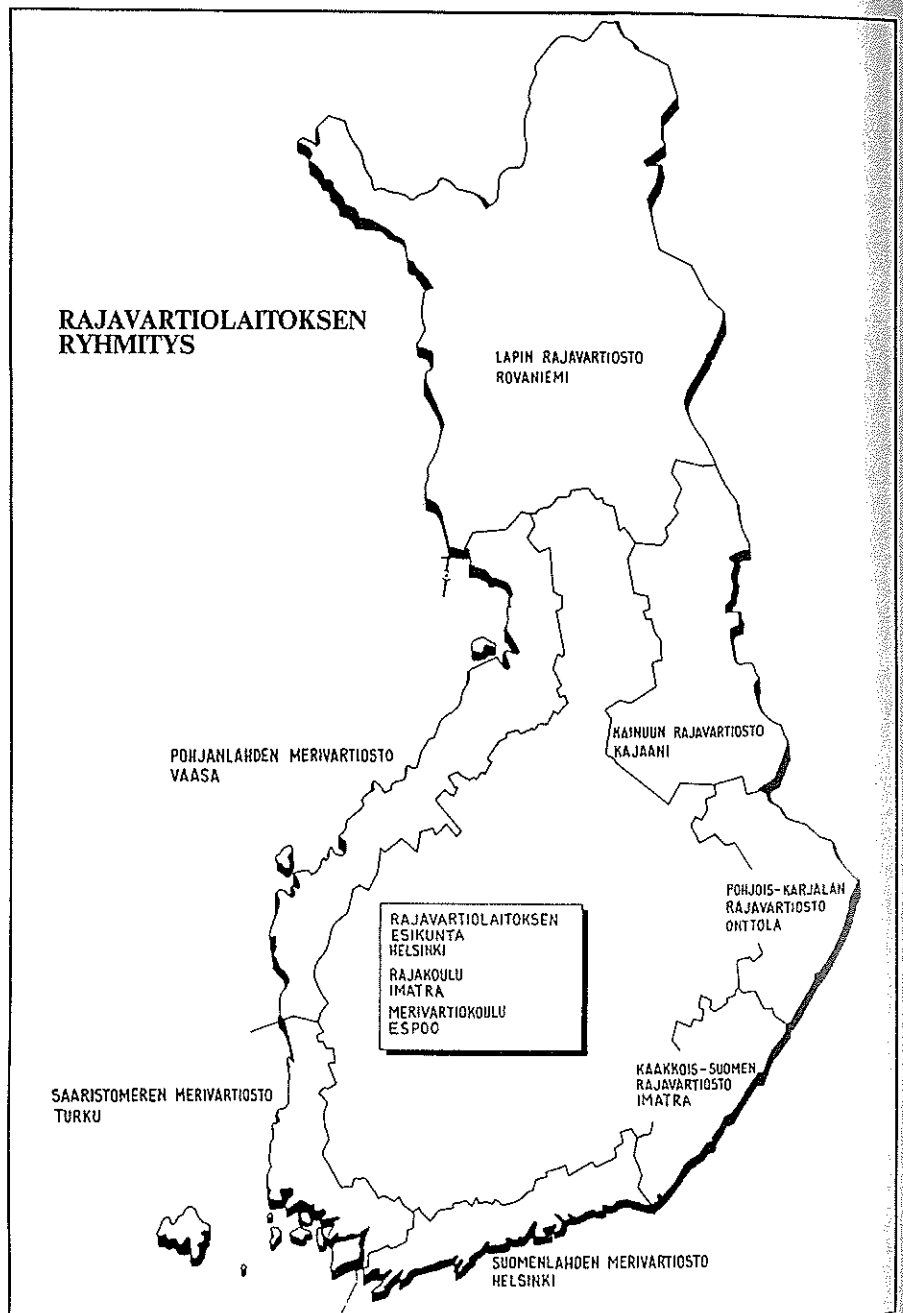 RAJAVARTIOLAITOKSEN
RYHMITYS
LAPIN RAJAVARTIOSTO
ROVANIEMI
KAINUUN RAJAVARTIOSTO
KAJAANI
POHJANLAHDEN MERIVARTIOSTO
VAASA
POHJOIS-KARJALAN
RAJAVARTIOSTO
ONTTOLA
RAJAVARTIOLAITOKSEN
ESIKUNTA
HELSINKI
RAJAKOULU
IMATRA
MERIVARTIOKOULU
ESPOO
KAAKKOIS-SUOMEN
RAJAVARTIOSTO
IMATRA
SAARISTOMEREN MERIVARTIOSTO
TURKU
SUOMENLAHDEN MERIVARTIOSTO
HELSINKI